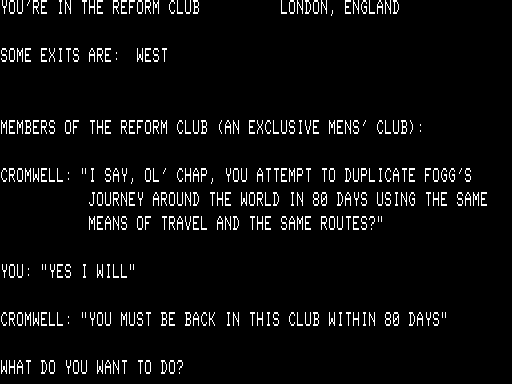 YOU'RE IN THE REFORM CLUB          LONDON, ENGLAND
SOME EXITS ARE:  WEST
MEMBERS OF THE REFORM CLUB (AN EXCLUSIVE MENS' CLUB):
CROMWELL: "I SAY, OL' CHAP, YOU ATTEMPT TO DUPLICATE FOGG'S
JOURNEY AROUND THE WORLD IN 80 DAYS USING THE SAME
MEANS OF TRAVEL AND THE SAME ROUTES?"
YOU: "YES I WILL"
CROMWELL: "YOU MUST BE BACK IN THIS CLUB WITHIN 80 DAYS"
WHAT DO YOU WANT TO DO?